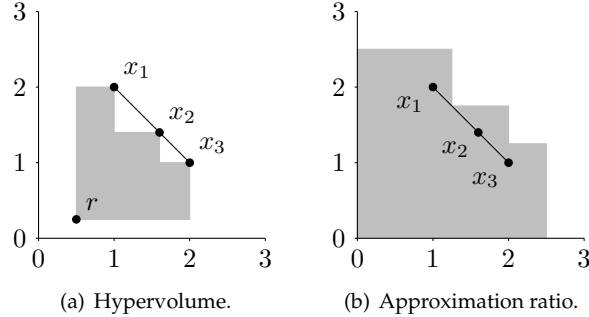 3
2
1
0
0 1 2 3
x1
x2
x3
r
(a) Hypervolume.
3
2
1
0
0 1 2 3
x1
x2
x3
(b) Approximation ratio.